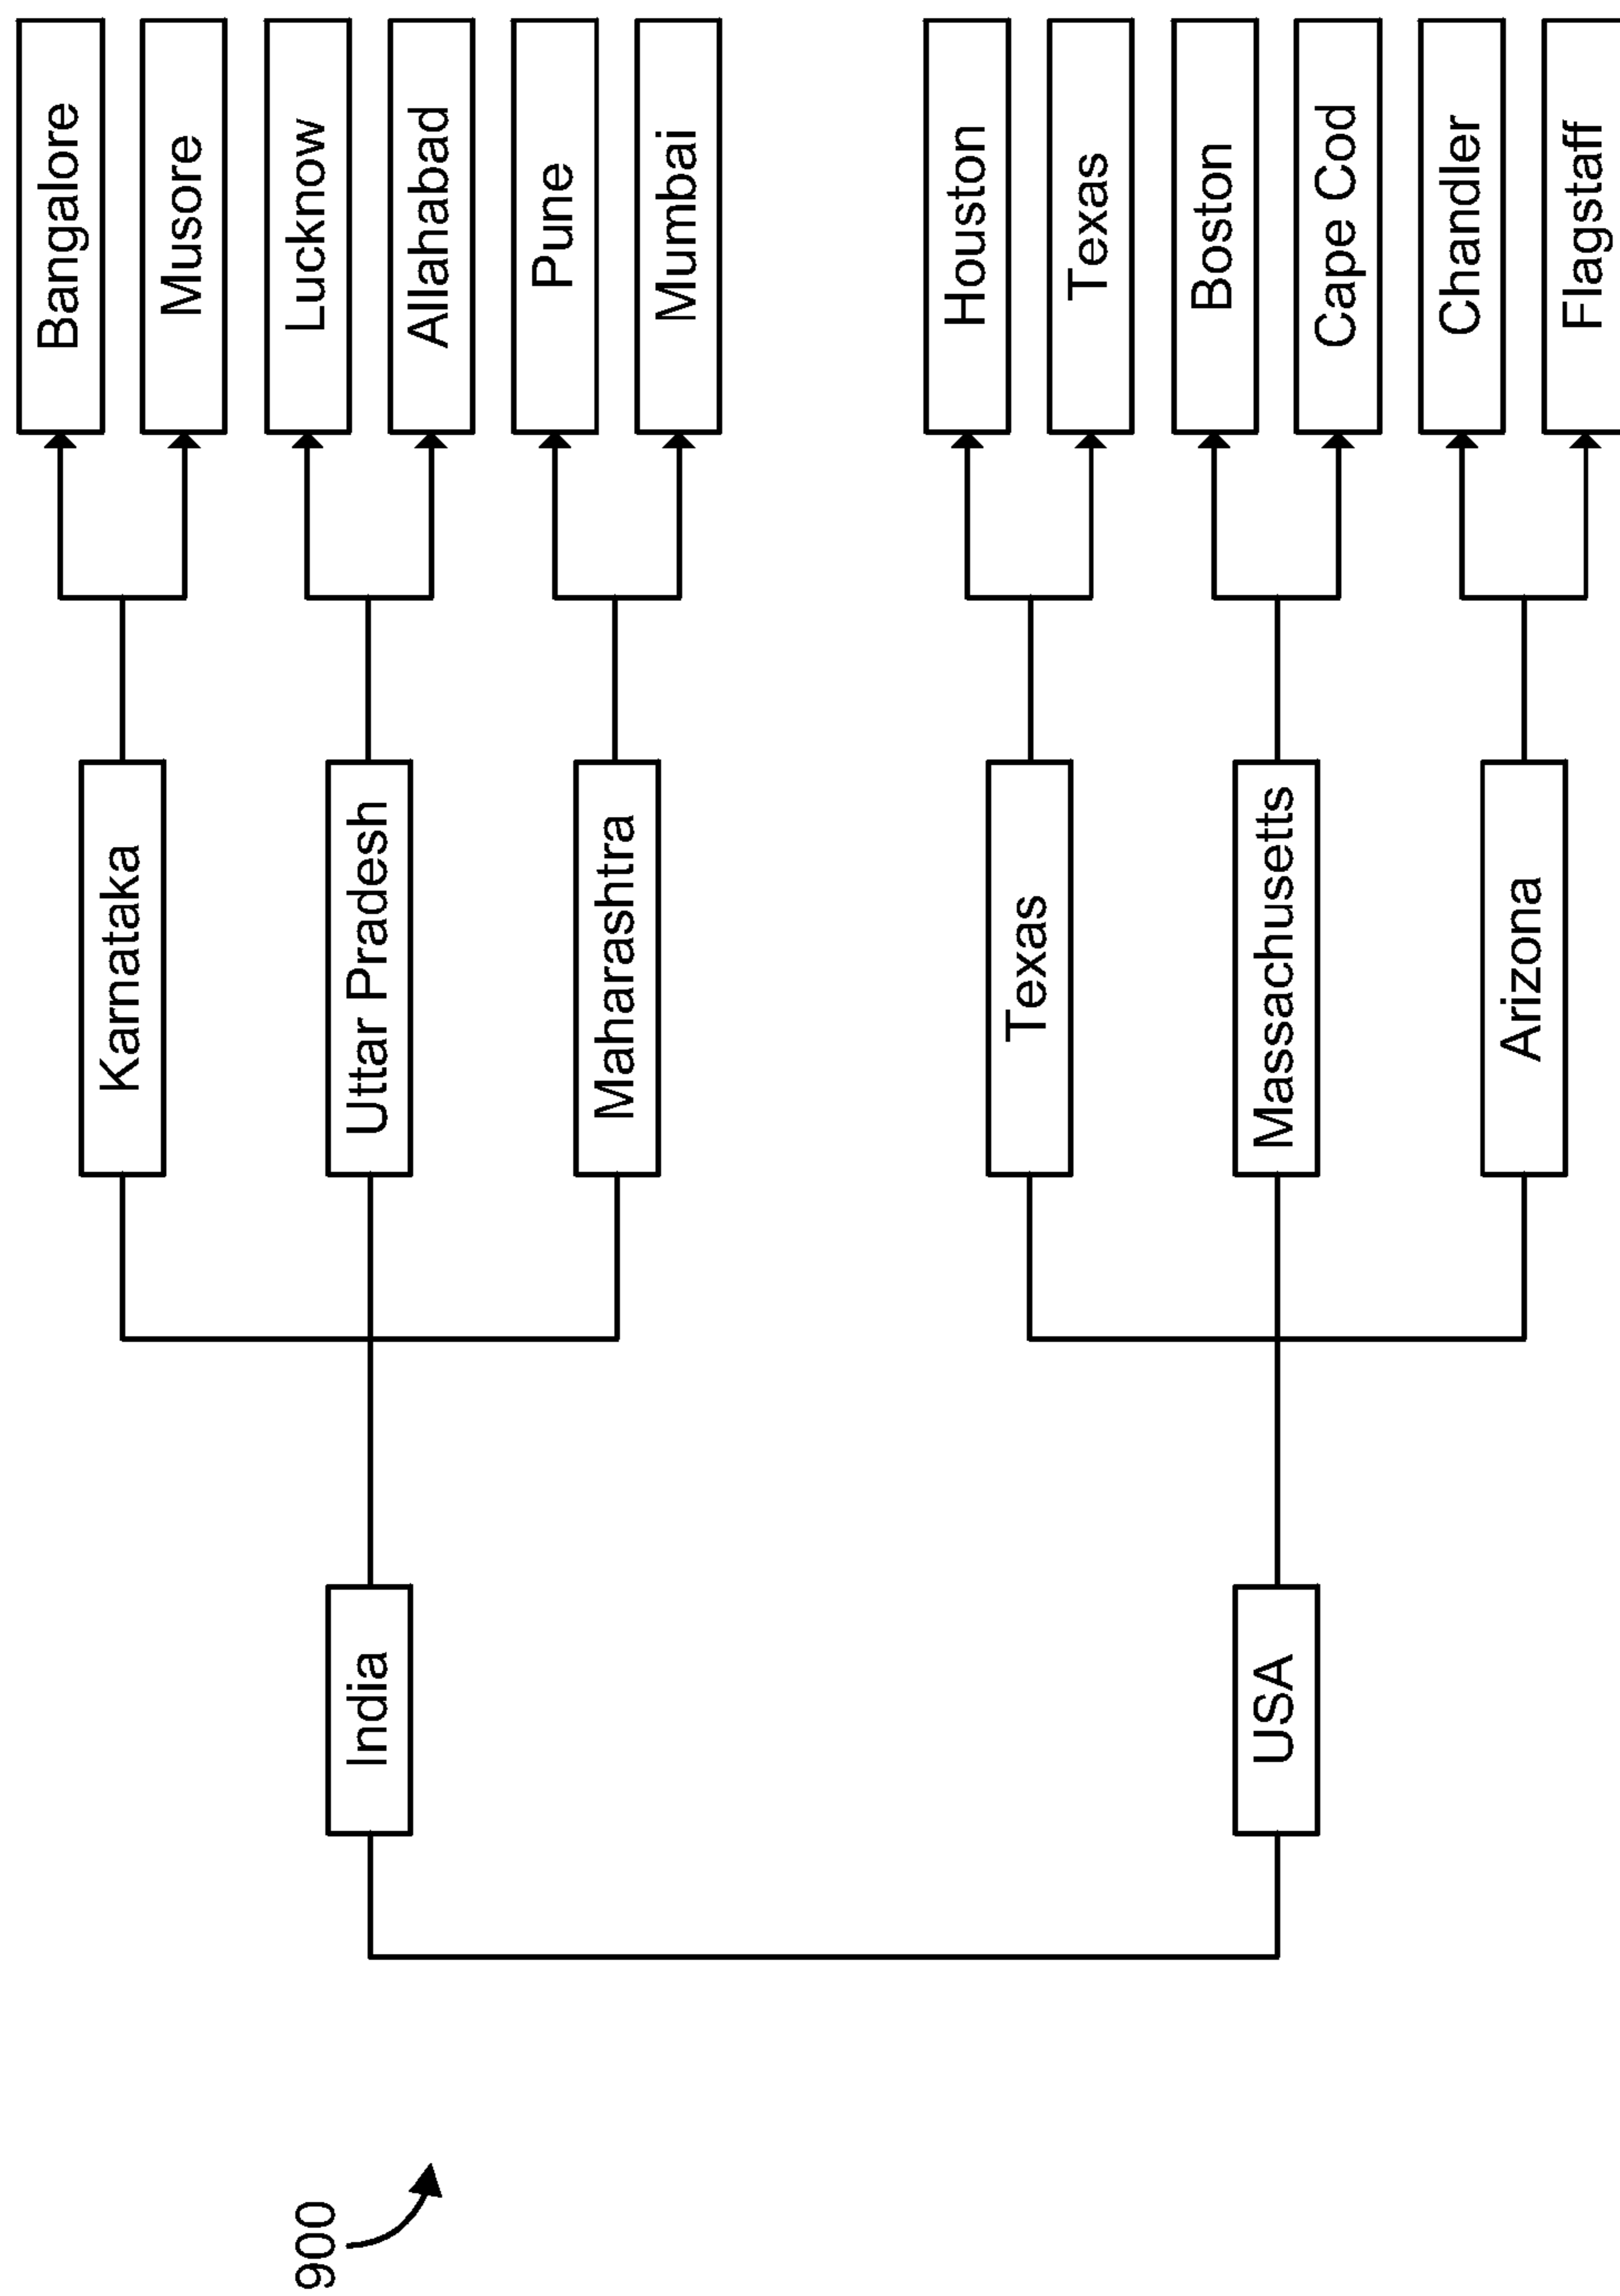 900
India
USA
Karnataka
Uttar Pradesh
Maharashtra
Texas
Massachusetts
Arizona
Bangalore
Musore
Lucknow
Allahabad
Pune
Mumbai
Houston
Texas
Boston
Cape Cod
Chandler
Flagstaff